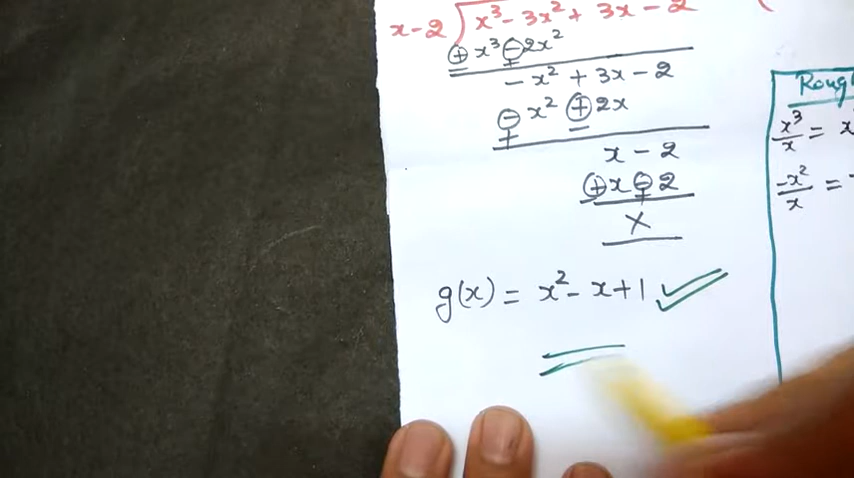 x-2 ) x³ - 3x² + 3x - 2 (
⊕ x³ ⊖ 2x²
- x² + 3x - 2
⊖ x² ⊕ 2x
x - 2
⊕ x ⊖ 2
x
g(x) = x² - x + 1 ✓
x³/x =
-x²/x =